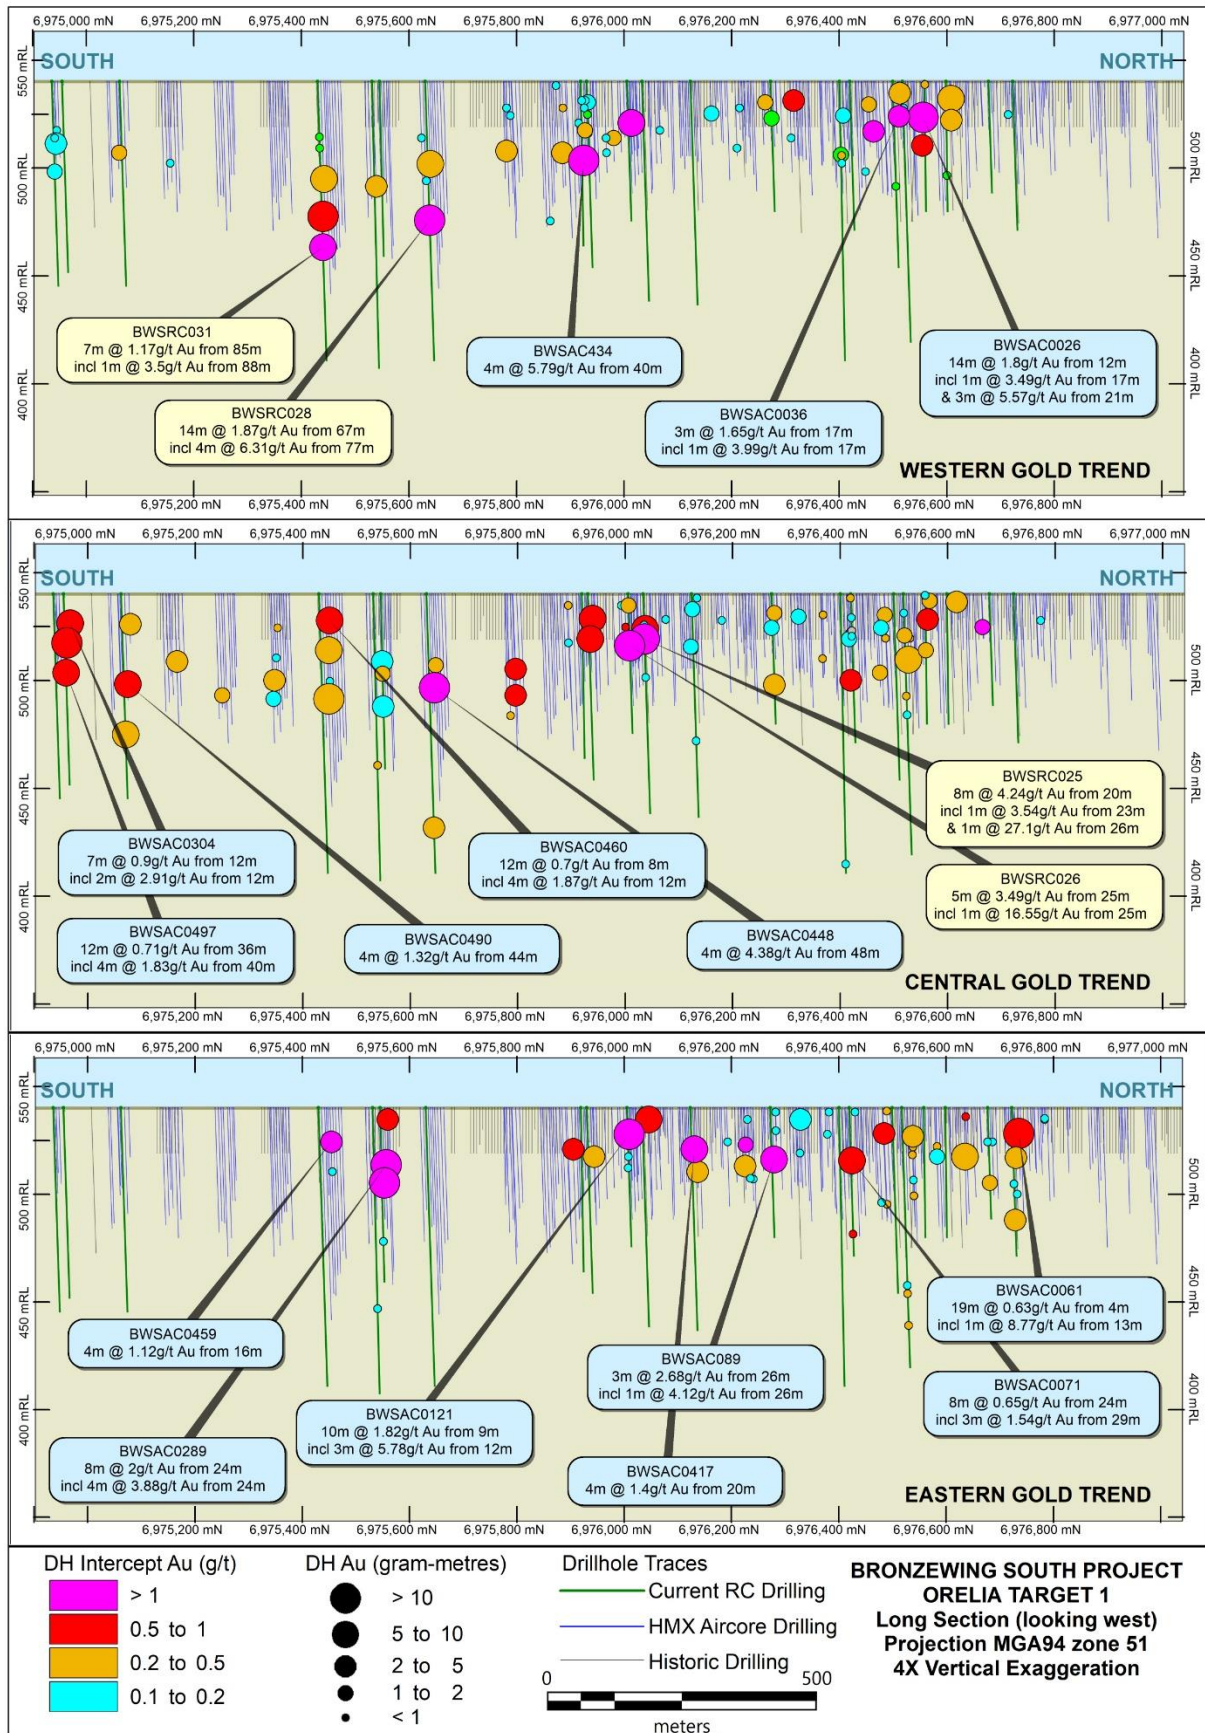 6,975,000 mN 6,975,200 mN 6,975,400 mN 6,975,600 mN 6,975,800 mN 6,976,000 mN 6,976,200 mN 6,976,400 mN 6,976,600 mN 6,976,800 mN 6,977,000 mN
SOUTH NORTH
550 mRL
500 mRL 500 mRL
450 mRL 450 mRL
400 mRL 400 mRL
BWSRC031
7m @ 1.17g/t Au from 85m
incl 1m @ 3.5g/t Au from 88m
BWSRC028
14m @ 1.87g/t Au from 67m
incl 4m @ 6.31g/t Au from 77m
BWSAC434
4m @ 5.79g/t Au from 40m
BWSAC0036
3m @ 1.65g/t Au from 17m
incl 1m @ 3.99g/t Au from 17m
BWSAC0026
14m @ 1.8g/t Au from 12m
incl 1m @ 3.49g/t Au from 17m
& 3m @ 5.57g/t Au from 21m
WESTERN GOLD TREND
6,975,200 mN 6,975,400 mN 6,975,600 mN 6,975,800 mN 6,976,000 mN 6,976,200 mN 6,976,400 mN 6,976,600 mN 6,976,800 mN
6,975,000 mN 6,975,200 mN 6,975,400 mN 6,975,600 mN 6,975,800 mN 6,976,000 mN 6,976,200 mN 6,976,400 mN 6,976,600 mN 6,976,800 mN 6,977,000 mN
SOUTH NORTH
550 mRL
500 mRL 500 mRL
450 mRL 450 mRL
400 mRL 400 mRL
BWSAC0304
7m @ 0.9g/t Au from 12m
incl 2m @ 2.91g/t Au from 12m
BWSAC0497
12m @ 0.71g/t Au from 36m
incl 4m @ 1.83g/t Au from 40m
BWSAC0490
4m @ 1.32g/t Au from 44m
BWSAC0460
12m @ 0.7g/t Au from 8m
incl 4m @ 1.87g/t Au from 12m
BWSAC0448
4m @ 4.38g/t Au from 48m
BWSRC025
8m @ 4.24g/t Au from 20m
incl 1m @ 3.54g/t Au from 23m
& 1m @ 27.1g/t Au from 26m
BWSRC026
5m @ 3.49g/t Au from 25m
incl 1m @ 16.55g/t Au from 25m
CENTRAL GOLD TREND
6,975,200 mN 6,975,400 mN 6,975,600 mN 6,975,800 mN 6,976,000 mN 6,976,200 mN 6,976,400 mN 6,976,600 mN 6,976,800 mN
6,975,000 mN 6,975,200 mN 6,975,400 mN 6,975,600 mN 6,975,800 mN 6,976,000 mN 6,976,200 mN 6,976,400 mN 6,976,600 mN 6,976,800 mN 6,977,000 mN
SOUTH NORTH
550 mRL
500 mRL 500 mRL
450 mRL 450 mRL
400 mRL 400 mRL
BWSAC0459
4m @ 1.12g/t Au from 16m
BWSAC0289
8m @ 2g/t Au from 24m
incl 4m @ 3.88g/t Au from 24m
BWSAC0121
10m @ 1.82g/t Au from 9m
incl 3m @ 5.78g/t Au from 12m
BWSAC089
3m @ 2.68g/t Au from 26m
incl 1m @ 4.12g/t Au from 26m
BWSAC0417
4m @ 1.4g/t Au from 20m
BWSAC0061
19m @ 0.63g/t Au from 4m
incl 1m @ 8.77g/t Au from 13m
BWSAC0071
8m @ 0.65g/t Au from 24m
incl 3m @ 1.54g/t Au from 29m
EASTERN GOLD TREND
6,975,200 mN 6,975,400 mN 6,975,600 mN 6,975,800 mN 6,976,000 mN 6,976,200 mN 6,976,400 mN 6,976,600 mN 6,976,800 mN
DH Intercept Au (g/t)
> 1
0.5 to 1
0.2 to 0.5
0.1 to 0.2
DH Au (gram-metres)
> 10
5 to 10
2 to 5
1 to 2
< 1
Drillhole Traces
Current RC Drilling
HMX Aircore Drilling
Historic Drilling
0 500
meters
BRONZEWING SOUTH PROJECT
ORELIA TARGET 1
Long Section (looking west)
Projection MGA94 zone 51
4X Vertical Exaggeration